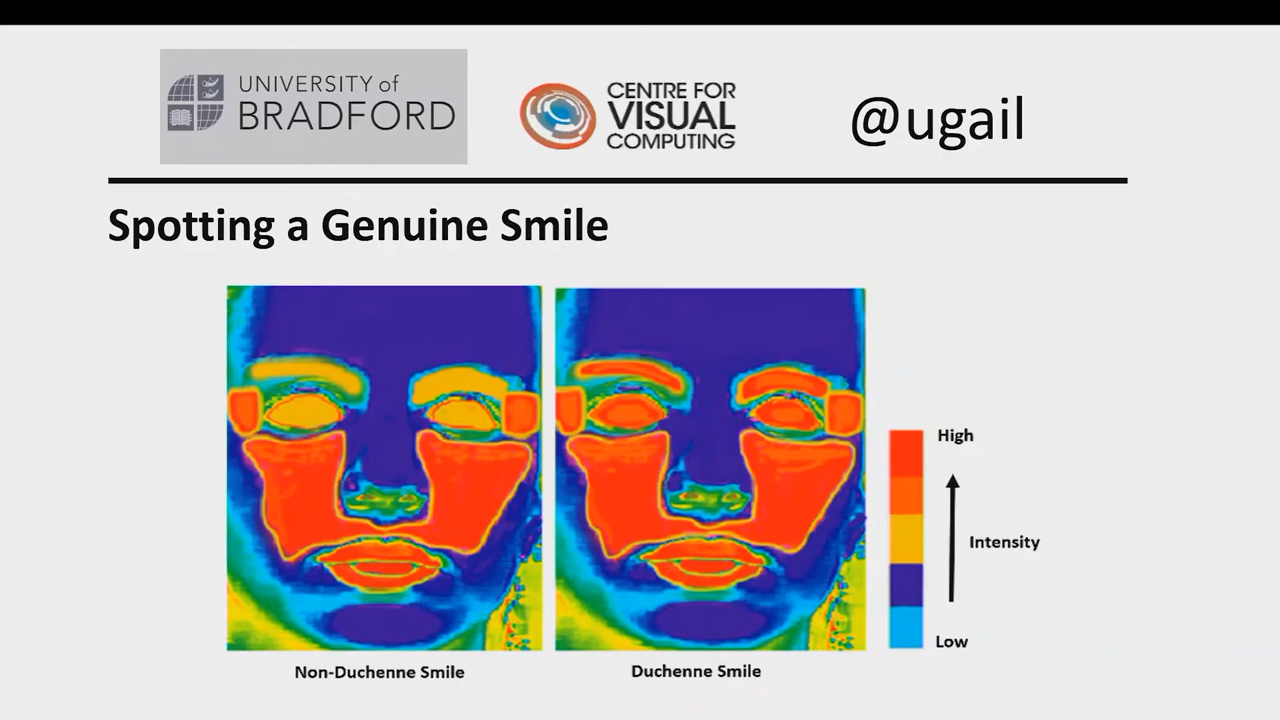 UNIVERSITY of
BRADFORD
CENTRE FOR
VISUAL
COMPUTING
@ugail
Spotting a Genuine Smile
High
Intensity
Low
Non-Duchenne Smile
Duchenne Smile